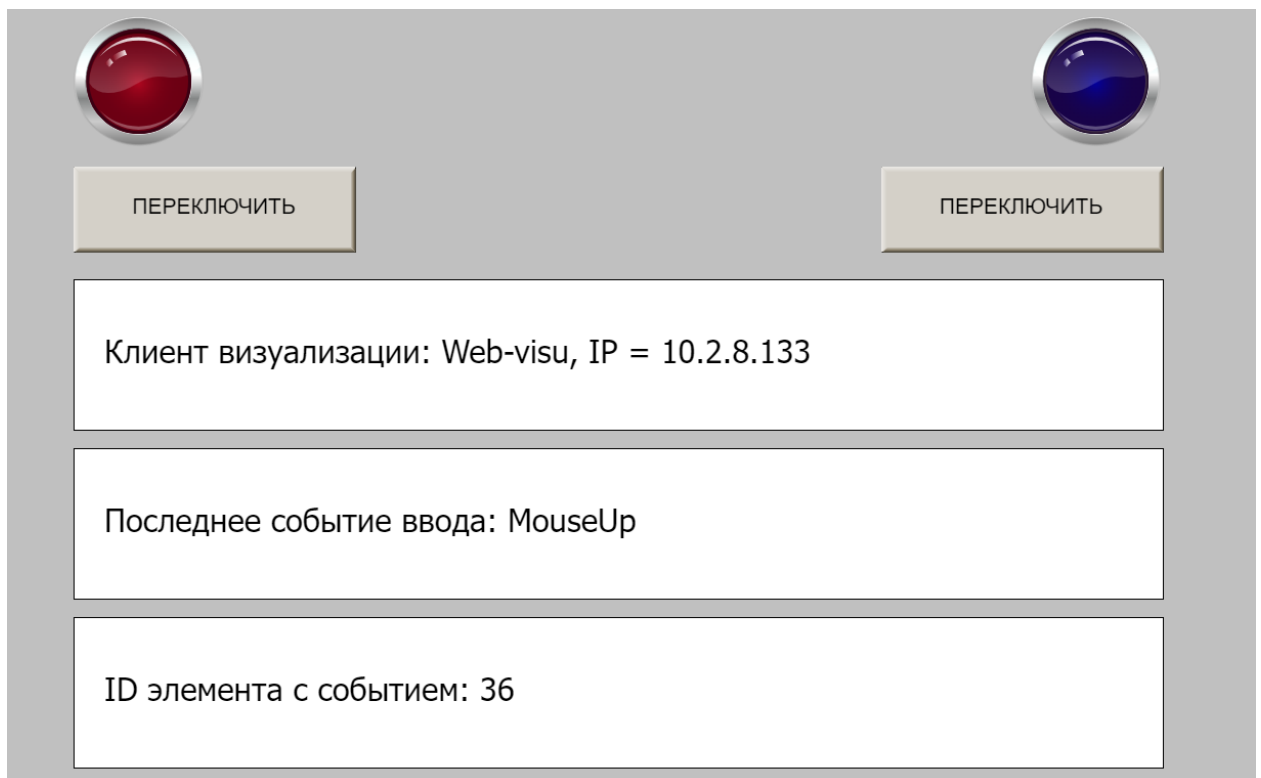 ПЕРЕКЛЮЧИТЬ
ПЕРЕКЛЮЧИТЬ
Клиент визуализации: Web-visu, IP = 10.2.8.133
Последнее событие ввода: MouseUp
ID элемента с событием: 36